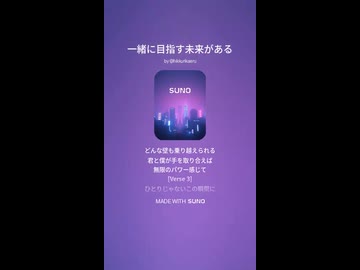 一緒に目指す未来がある
SUNO
どんな壁も乗り越えられる
君と僕が手を取り合えば
無限のパワー感じて
[Verse 3]
ひとりじゃないこの瞬間に
MADE WITH SUNO